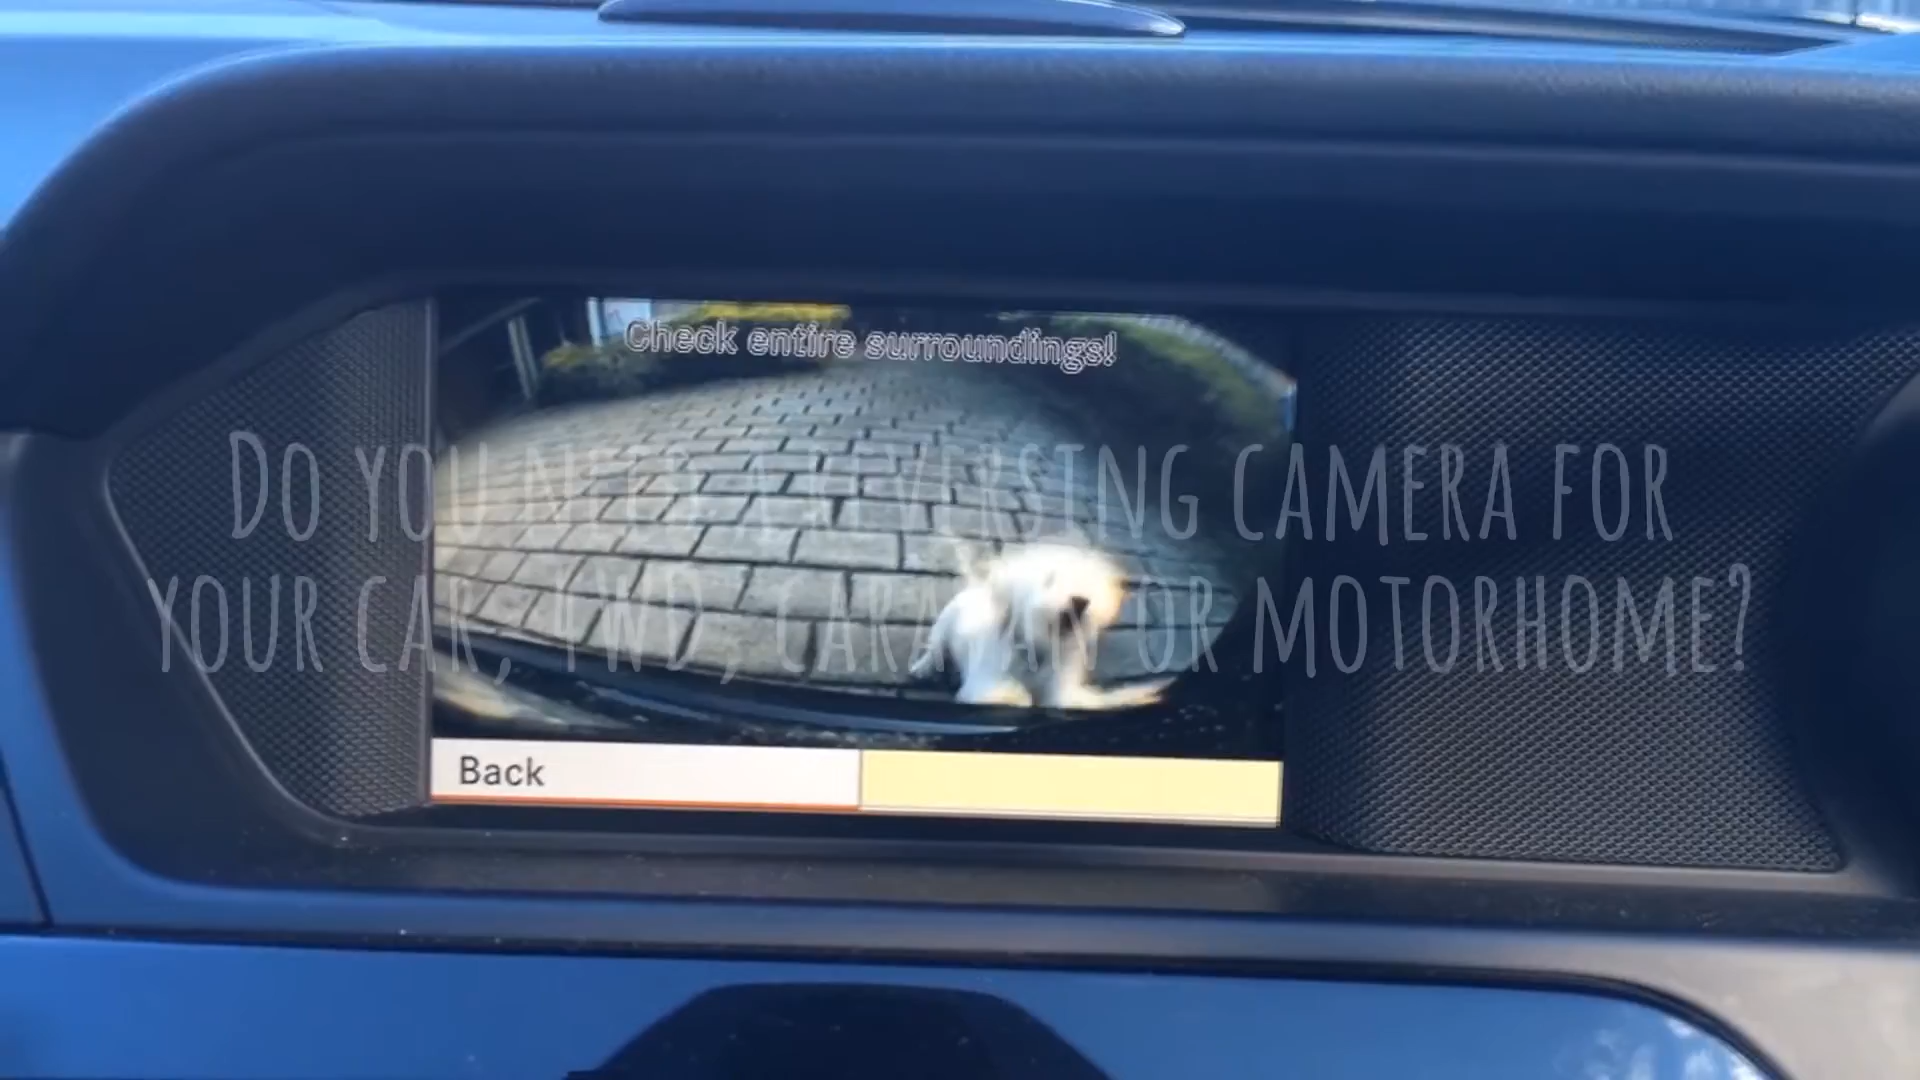 Check entire surroundings!
Do you need a reversing camera for
your car, 4WD, caravan or motorhome?
Back